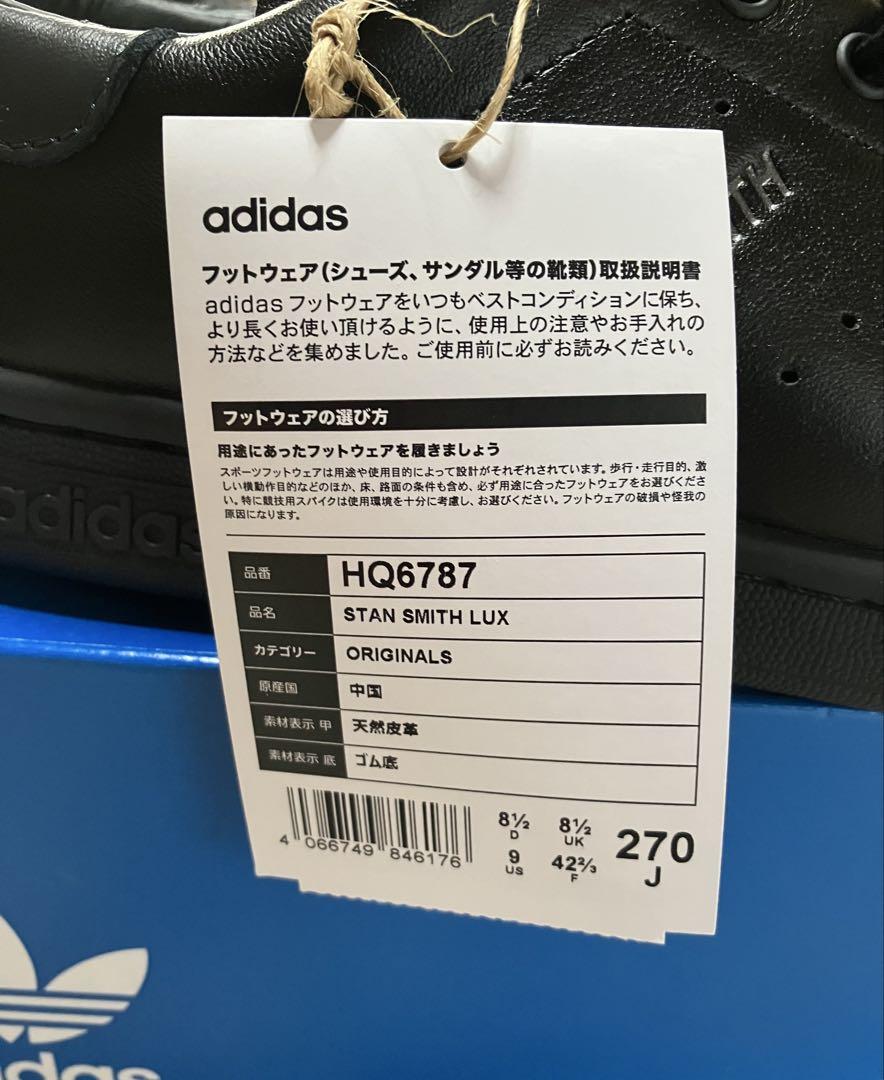 adidas
フットウェア(シューズ、サンダル等の靴類)取扱説明書
adidas フットウェアをいつもベストコンディションに保ち、
より長くお使い頂けるように、使用上の注意やお手入れの
方法などを集めました。ご使用前に必ずお読みください。
フットウェアの選び方
用途にあったフットウェアを履きましょう
スポーツフットウェアは用途や使用目的によって設計がそれぞれされています。歩行・走行目的、激
しい横動作目的などのほか、床、路面の条件も含め、必ず用途に合ったフットウェアをお選びくださ
い。特に競技用スパイクは使用環境を十分に考慮し、お選びください。フットウェアの破損や怪我の
原因になります。
品番 HQ6787
品名 STAN SMITH LUX
カテゴリー ORIGINALS
原産国 中国
素材表示 甲 天然皮革
素材表示 底 ゴム底
8½ D 8½ UK 270 J
9 US 42⅔ F
4 066749 846176
TH
adidas
adidas